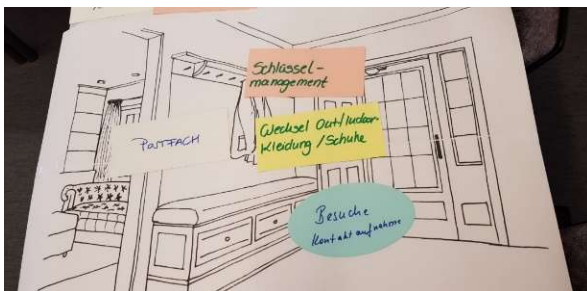 Schlüssel-
management
POSTFACH
Wechsel Out/Indoor
Kleidung/Schuhe
Besuche
Kontaktaufnahme